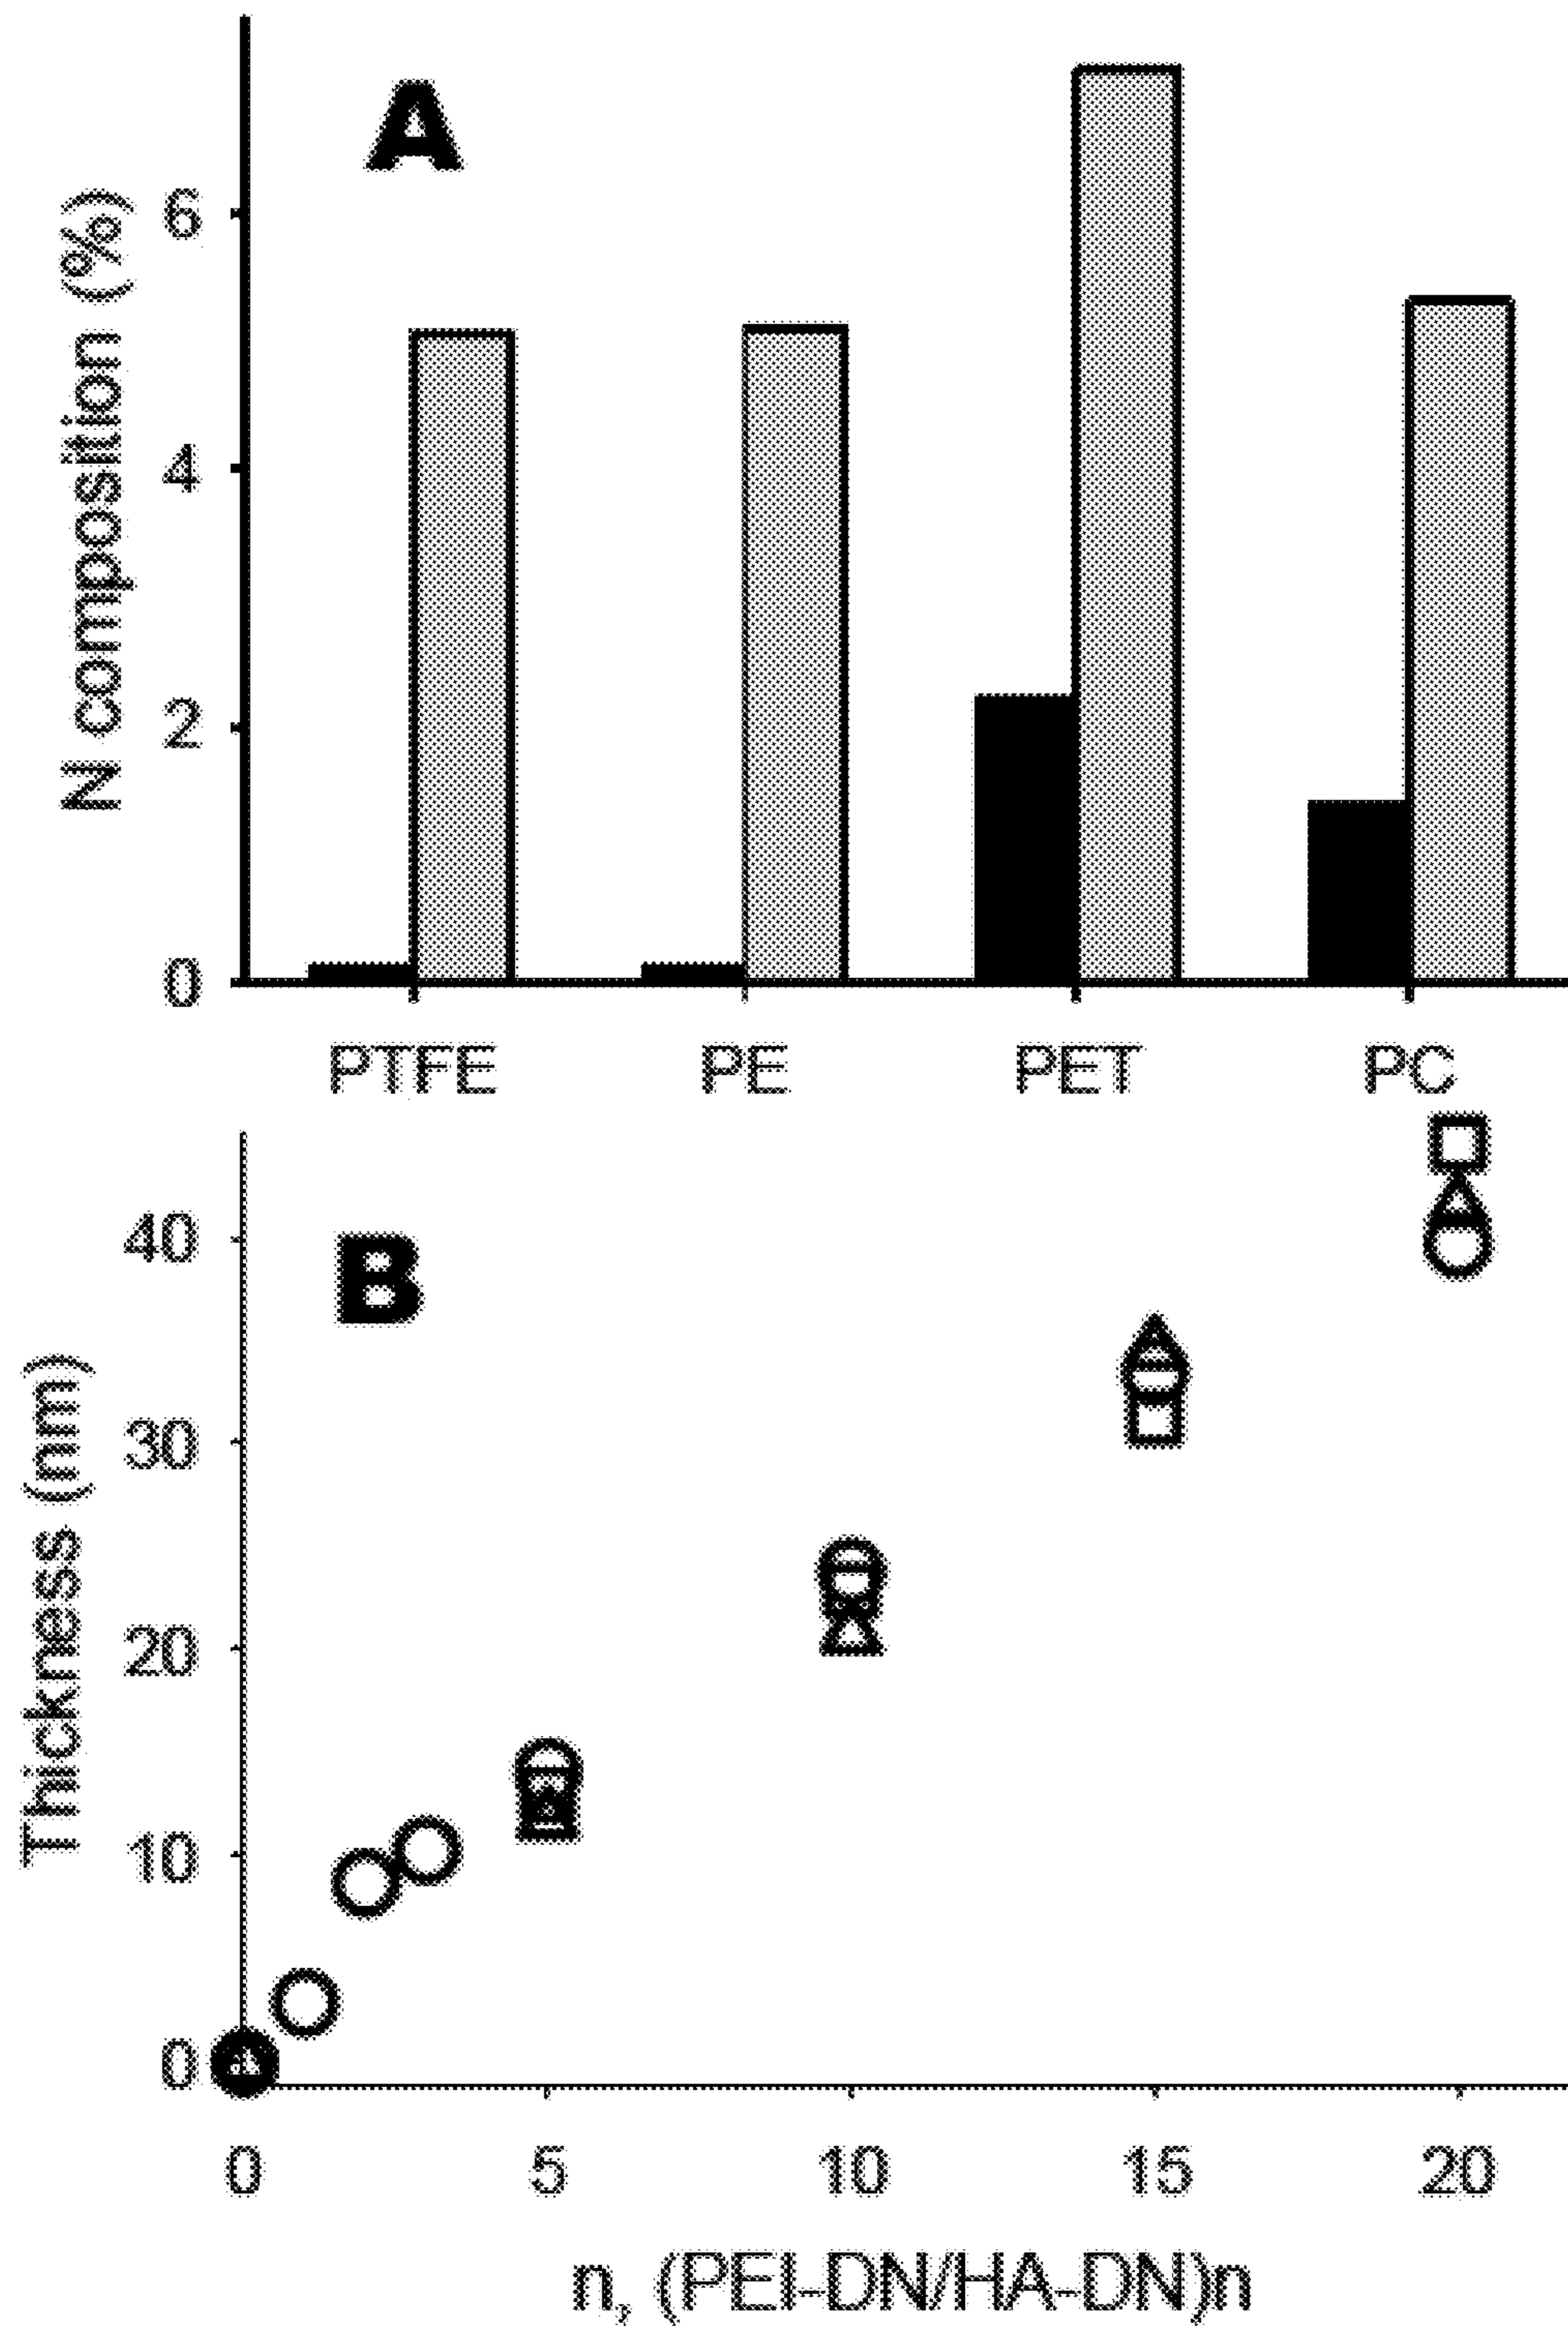 A
N composition (%)
6
4
2
0
PTFE PE PET PC
B
Thickness (nm)
40
30
20
10
0
0 5 10 15 20
n, (PEI-DN/HA-DN)n